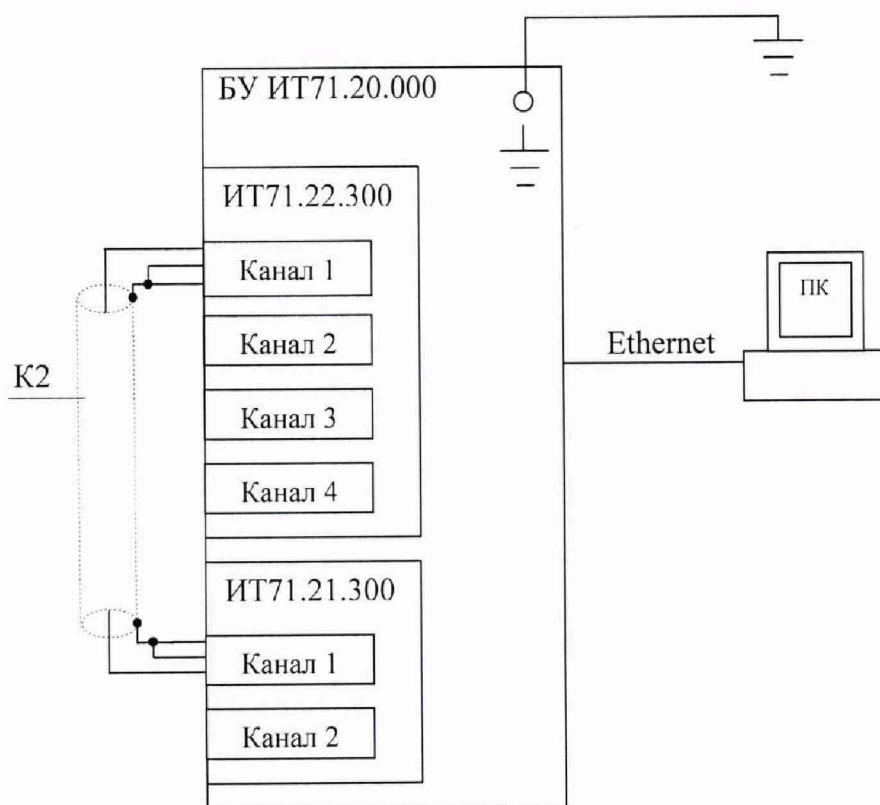 БУ ИТ71.20.000
ИТ71.22.300
Канал 1
Канал 2
Канал 3
Канал 4
К2
ИТ71.21.300
Канал 1
Канал 2
Ethernet
ПК